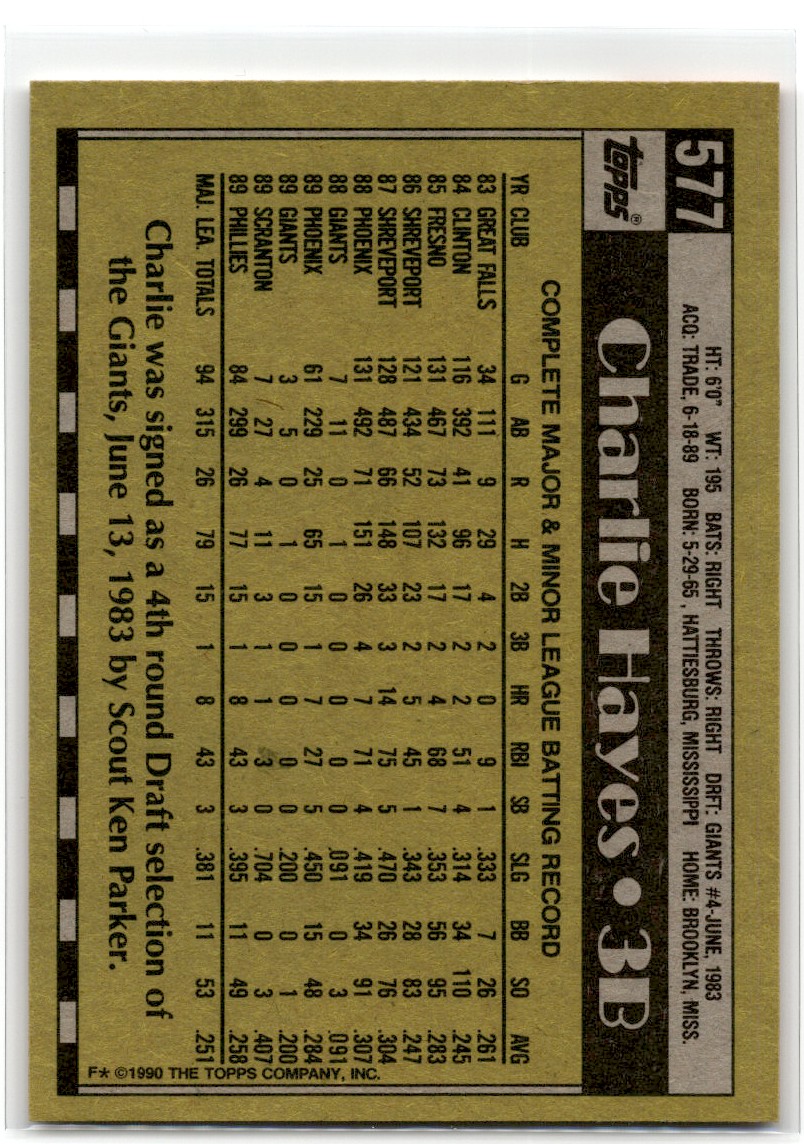 577
HT: 6'0" WT: 195 BATS: RIGHT THROWS: RIGHT DRFT: GIANTS #4-JUNE, 1983
ACQ: TRADE, 6-18-89 BORN: 5-29-65, HATTIESBURG, MISSISSIPPI HOME: BROOKLYN, MISS.
topps®
Charlie Hayes • 3B
COMPLETE MAJOR & MINOR LEAGUE BATTING RECORD
YR CLUB G AB R H 2B 3B HR RBI SB SLG BB SO AVG
83 GREAT FALLS 34 111 9 29 4 2 0 9 1 .333 7 26 .261
84 CLINTON 116 392 41 96 17 2 2 51 4 .314 34 110 .245
85 FRESNO 131 467 73 132 17 2 4 68 7 .353 56 95 .283
86 SHREVEPORT 121 434 52 107 23 2 5 45 1 .343 28 83 .247
87 SHREVEPORT 128 487 66 148 33 3 14 75 5 .470 26 76 .304
88 PHOENIX 131 492 71 151 26 4 7 71 4 .419 34 91 .307
88 GIANTS 7 11 0 1 0 0 0 0 0 .091 0 3 .091
89 PHOENIX 61 229 25 65 15 1 7 27 5 .450 15 48 .284
89 GIANTS 3 5 0 1 0 0 0 0 0 .200 0 1 .200
89 SCRANTON 7 27 4 11 3 1 1 3 0 .704 0 3 .407
89 PHILLIES 84 299 26 77 15 1 8 43 3 .395 11 49 .258
MAJ. LEA. TOTALS 94 315 26 79 15 1 8 43 3 .381 11 53 .251
Charlie was signed as a 4th round Draft selection of
the Giants, June 13, 1983 by Scout Ken Parker.
F* ©1990 THE TOPPS COMPANY, INC.